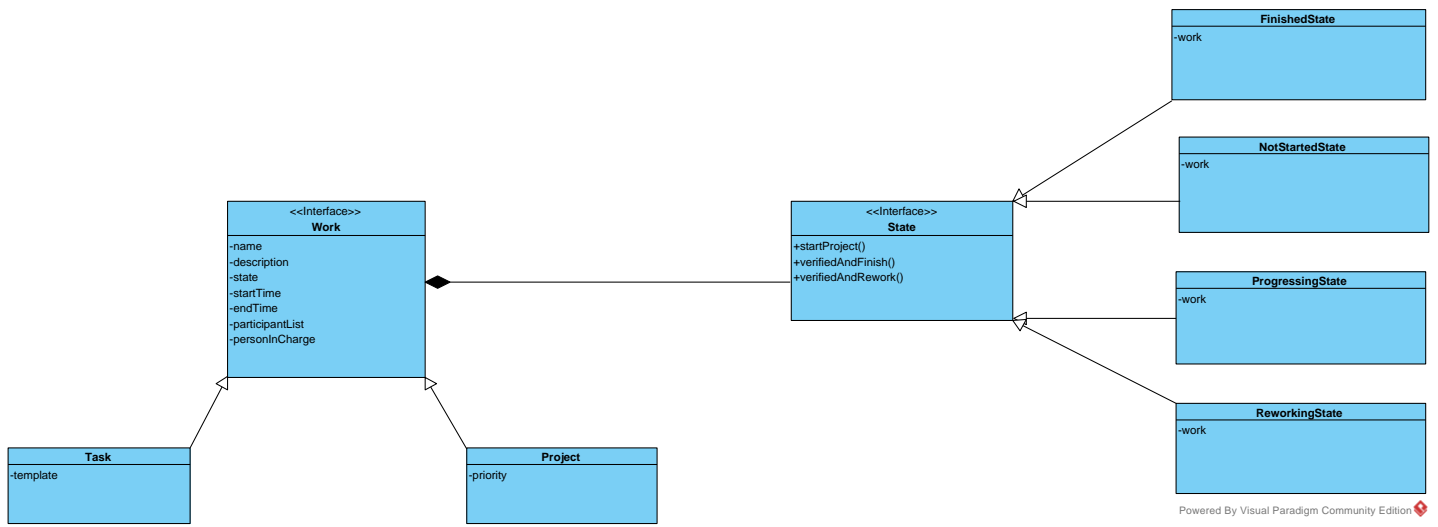 FinishedState
-work
NotStartedState
-work
<<Interface>>
Work
-name
-description
-state
-startTime
-endTime
-participantList
-personInCharge
<<Interface>>
State
+startProject()
+verifiedAndFinish()
+verifiedAndRework()
ProgressingState
-work
ReworkingState
-work
Task
-template
Project
-priority
Powered By Visual Paradigm Community Edition